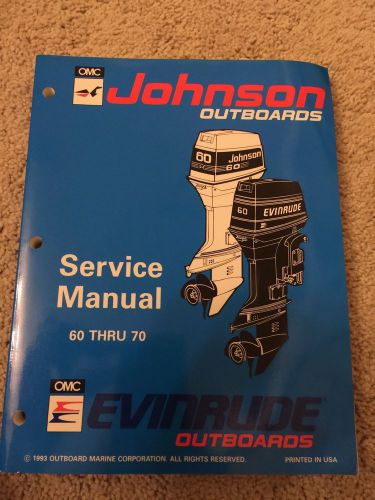 OMC
Johnson
OUTBOARDS
60
Johnson
60
60
EVINRUDE
Service
Manual
60 THRU 70
OMC
EVINRUDE
OUTBOARDS
© 1993 OUTBOARD MARINE CORPORATION. ALL RIGHTS RESERVED.
PRINTED IN USA